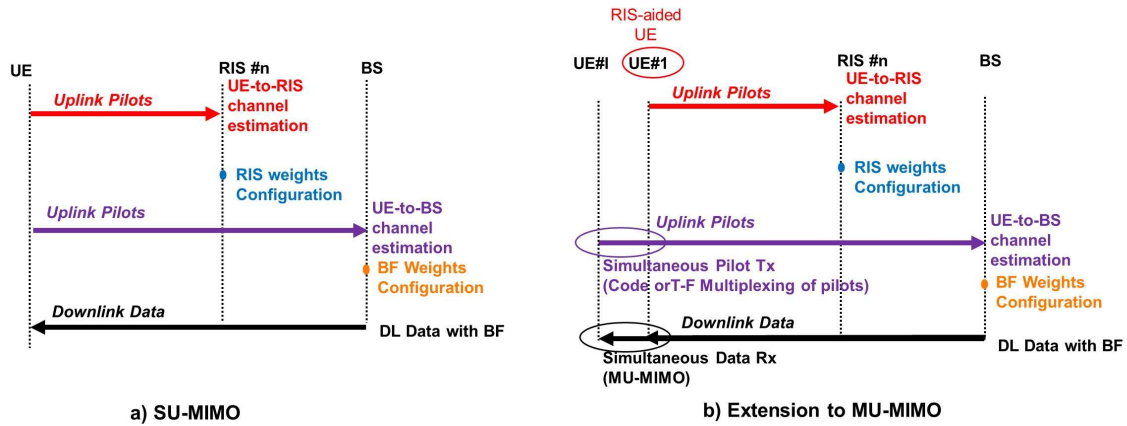 UE
RIS #n
BS
Uplink Pilots
UE-to-RIS
channel
estimation
RIS weights
Configuration
Uplink Pilots
UE-to-BS
channel
estimation
BF Weights
Configuration
Downlink Data
DL Data with BF
a) SU-MIMO
RIS-aided
UE
UE#I
UE#1
RIS #n
BS
Uplink Pilots
UE-to-RIS
channel
estimation
RIS weights
Configuration
Uplink Pilots
UE-to-BS
channel
estimation
Simultaneous Pilot Tx
(Code orT-F Multiplexing of pilots)
BF Weights
Configuration
Downlink Data
DL Data with BF
Simultaneous Data Rx
(MU-MIMO)
b) Extension to MU-MIMO